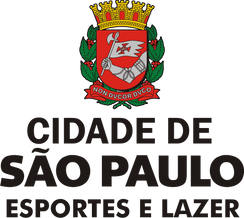 NON DVCOR DVCO
CIDADE DE
SÃO PAULO
ESPORTES E LAZER